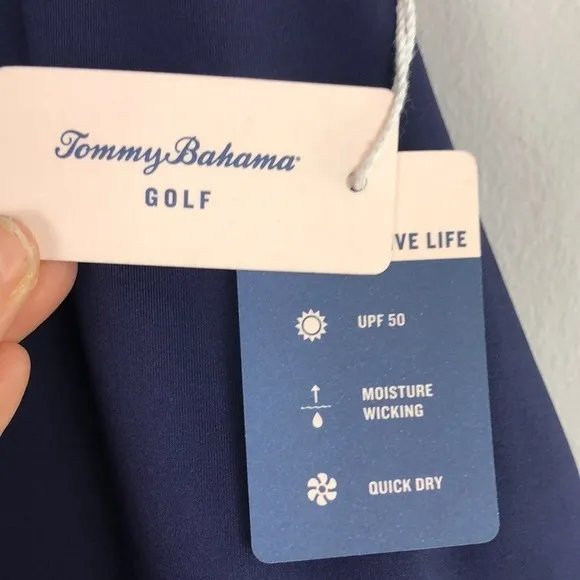 Tommy Bahama
GOLF
VE LIFE
UPF 50
MOISTURE
WICKING
QUICK DRY